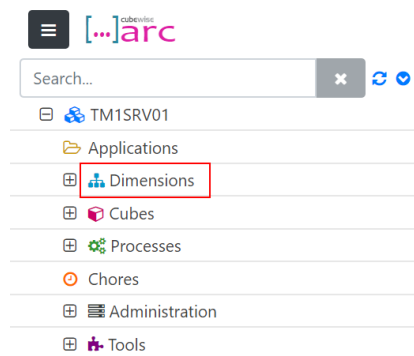 cubewise
[...]arc
Search...
TM1SRV01
Applications
Dimensions
Cubes
Processes
Chores
Administration
Tools